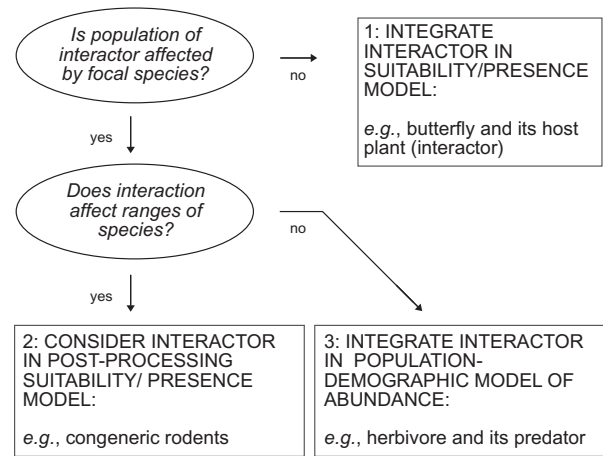 Is population of
interactor affected
by focal species?
no
1: INTEGRATE
INTERACTOR IN
SUITABILITY/PRESENCE
MODEL:
e.g., butterfly and its host
plant (interactor)
yes
Does interaction
affect ranges of
species?
no
yes
2: CONSIDER INTERACTOR
IN POST-PROCESSING
SUITABILITY/ PRESENCE
MODEL:
e.g., congeneric rodents
3: INTEGRATE INTERACTOR
IN POPULATION-
DEMOGRAPHIC MODEL OF
ABUNDANCE:
e.g., herbivore and its predator